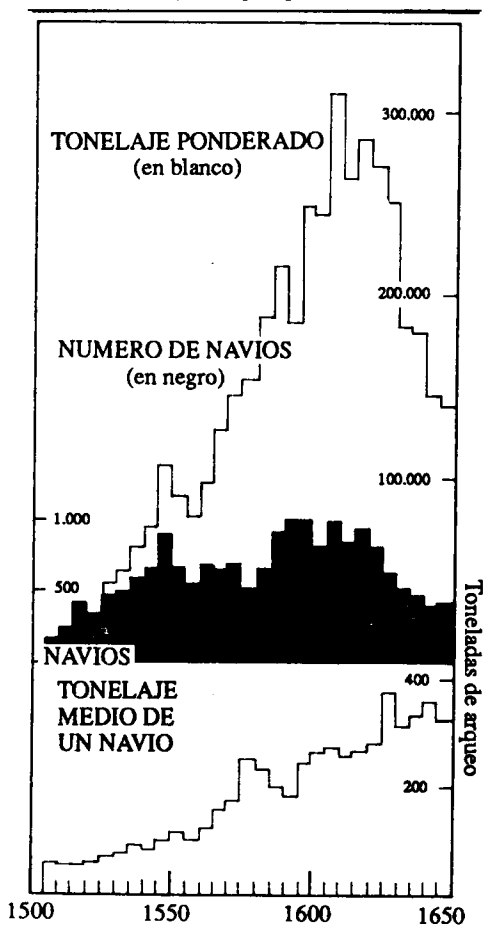 300.000
TONELAJE PONDERADO
(en blanco)
200.000
NUMERO DE NAVIOS
(en negro)
100.000
1.000
500
NAVIOS
TONELAJE
MEDIO DE
UN NAVIO
400
200
Toneladas de arqueo
1500 1550 1600 1650